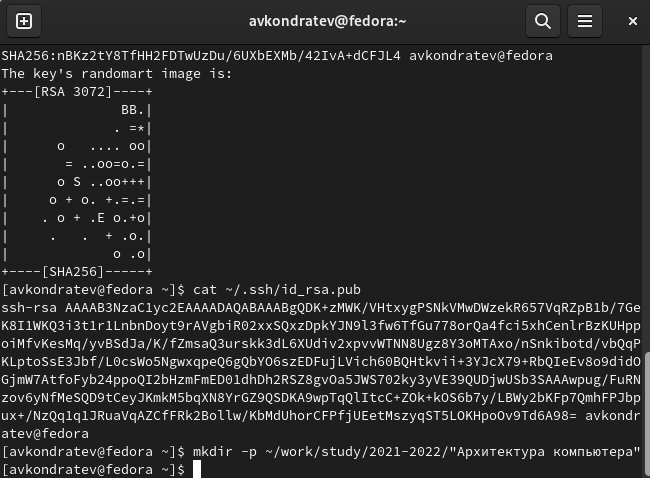 avkondratev@fedora:~
SHA256:nBKz2tY8TfHH2FDTwUzDu/6UXbEXMb/42IvA+dCFJL4 avkondratev@fedora
The key's randomart image is:
+---[RSA 3072]----+
|               BB.|
|              . =*|
|      o   .... oo|
|       = ..oo=o.=|
|      o S ..oo+++|
|     o + o. +.=.=|
|    . o + .E o.+o|
|     .   .  + .o.|
|             o .o|
+----[SHA256]-----+
[avkondratev@fedora ~]$ cat ~/.ssh/id_rsa.pub
ssh-rsa AAAAB3NzaC1yc2EAAAADAQABAAABgQDK+zMWK/VHtxygPSNkVMwDWzekR657VqRZpB1b/7Ge
K8I1WKQ3i3t1r1LnbnDoyt9rAVgbiR02xxSQxzDpkYJN9l3fw6TfGu778orQa4fci5xhCenlrBzKUHpp
oiMfvKesMq/yvBSdJa/K/fZmsaQ3urskk3dL6XUdiv2xpvvWTNN8Ugz8Y3oMTAxo/nSnkibotd/vbQqP
KLptoSsE3Jbf/L0csWo5NgwxqpeQ6gQbYO6szEDFujLVich60BQHtkvii+3YJcX79+RbQIeEv8o9didO
GjmW7AtfoFyb24ppoQI2bHzmFmED01dhDh2RSZ8gvOa5JWS702ky3yVE39QUDjwUSb3SAAAwpug/FuRN
zov6yNfMeSQD9tCeyJKmkM5bqXN8YrGZ9QSDKA9wpTqQlItcC+ZOk+kOS6b7y/LBWy2bKFp7QmhFPJbp
ux+/NzQq1q1JRuaVqAZCfFRk2Bollw/KbMdUhorCFPfjUEetMszyqST5LOKHpoOv9Td6A98= avkondr
atev@fedora
[avkondratev@fedora ~]$ mkdir -p ~/work/study/2021-2022/"Архитектура компьютера"
[avkondratev@fedora ~]$